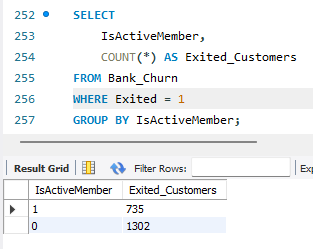 252 SELECT
253 IsActiveMember,
254 COUNT(*) AS Exited_Customers
255 FROM Bank_Churn
256 WHERE Exited = 1
257 GROUP BY IsActiveMember;
Result Grid Filter Rows:
IsActiveMember Exited_Customers
1 735
0 1302